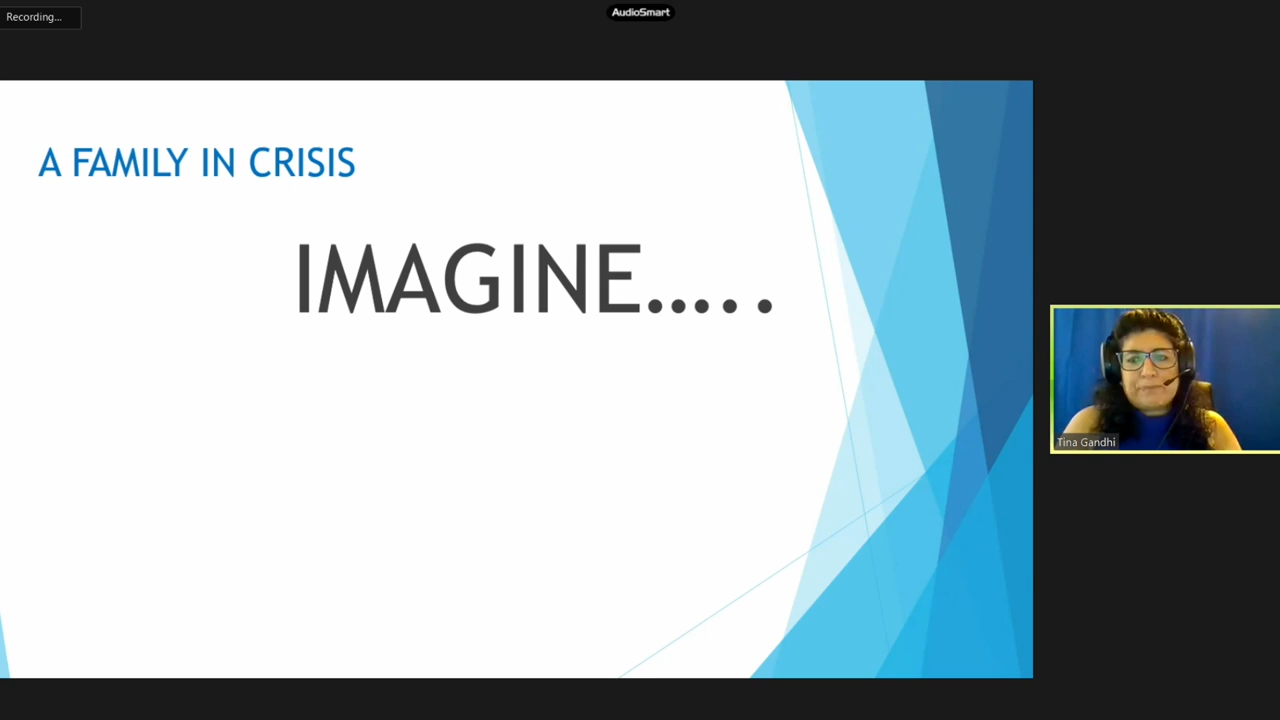 Recording...
AudioSmart
A FAMILY IN CRISIS
IMAGINE.....
Tina Gandhi